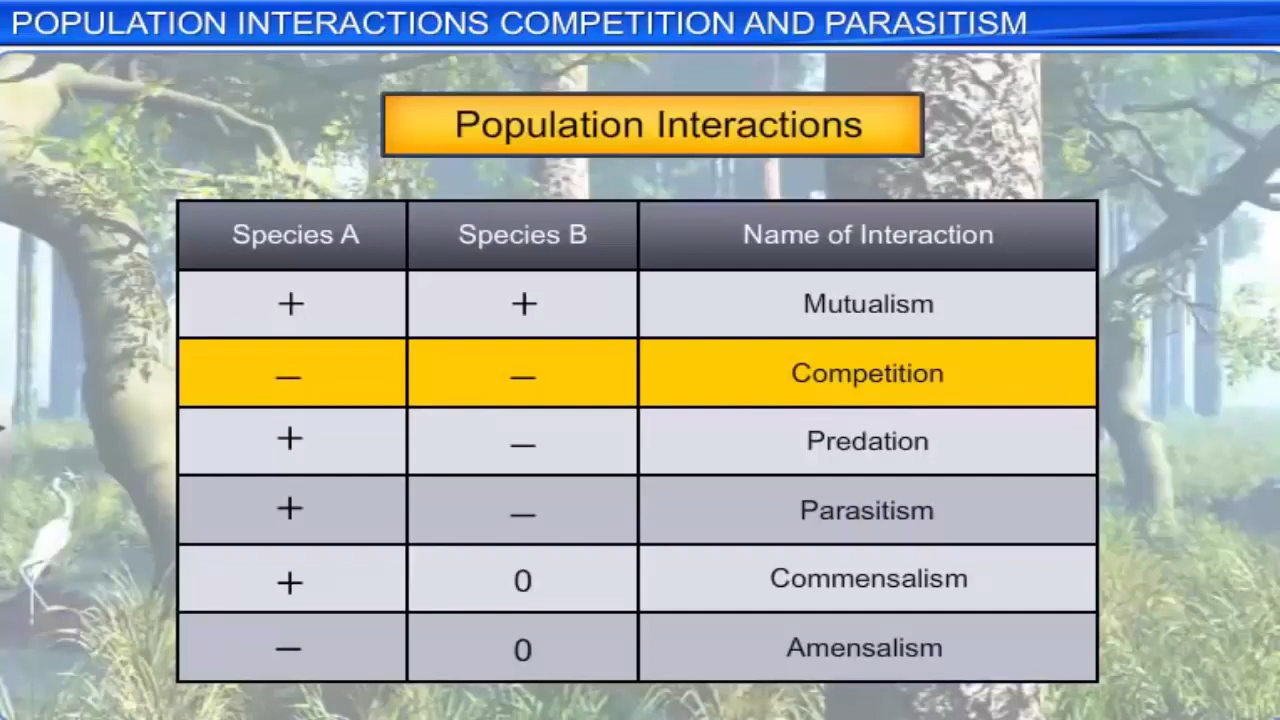 POPULATION INTERACTIONS COMPETITION AND PARASITISM
Population Interactions
Species A Species B Name of Interaction
+ + Mutualism
– – Competition
+ – Predation
+ – Parasitism
+ 0 Commensalism
– 0 Amensalism